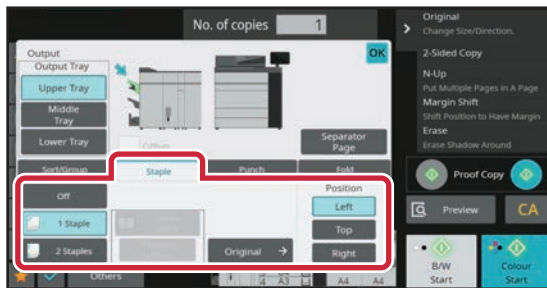 No. of copies 1
Output
OK
Output Tray
Upper Tray
Middle
Tray
Lower Tray
Offset
Separator
Page
Sort/Group
Staple
Punch
Fold
Off
1 Staple
2 Staples
Original →
Position
Left
Top
Right
Others
A3
A4
A4
> Original
Change Size/Direction.
2-Sided Copy
N-Up
Put Multiple Pages in A Page
Margin Shift
Shift Position to Have Margin
Erase
Erase Shadow Around
Proof Copy
Preview
CA
B/W
Start
Colour
Start